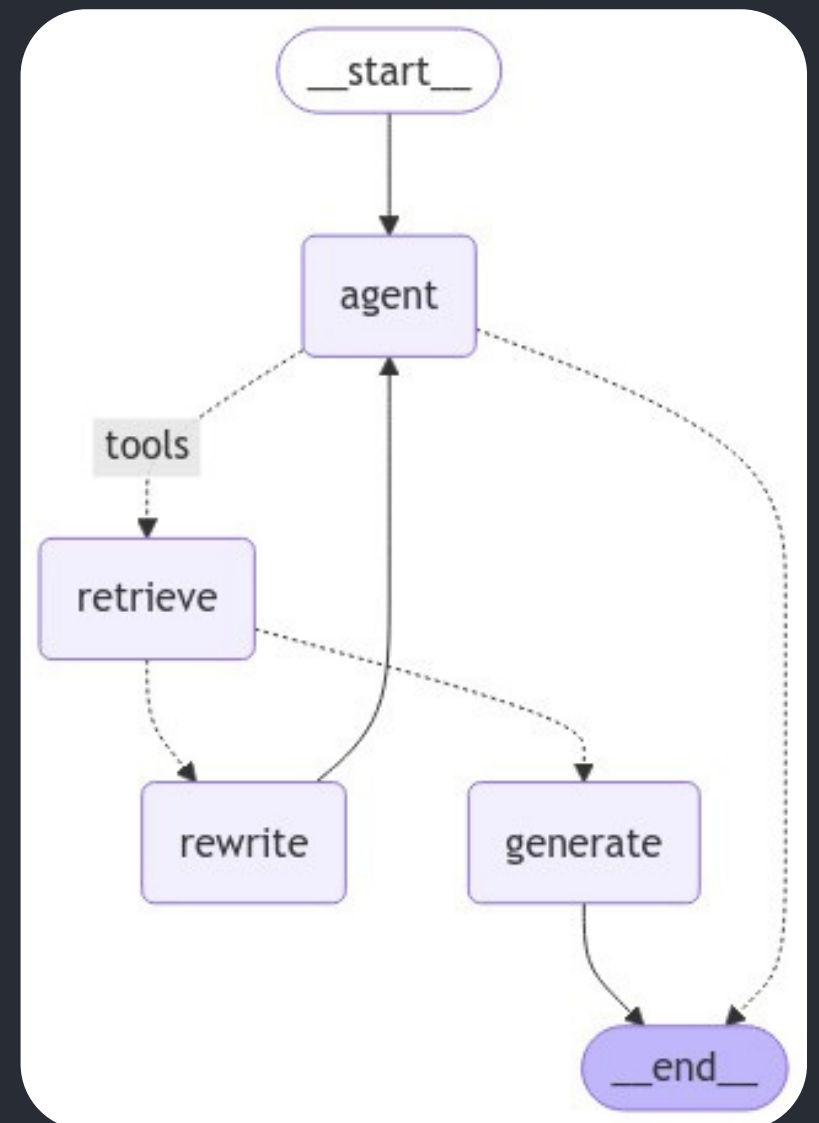 __start__
agent
tools
retrieve
rewrite
generate
__end__